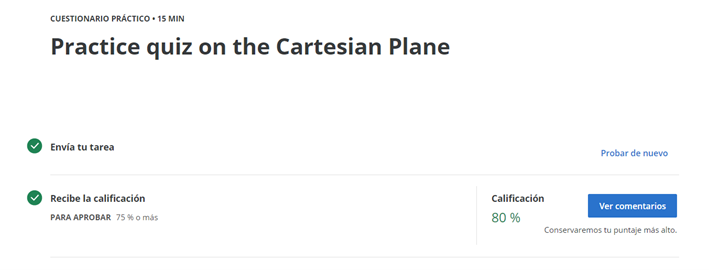 CUESTIONARIO PRÁCTICO • 15 MIN
Practice quiz on the Cartesian Plane
Envía tu tarea
Probar de nuevo
Recibe la calificación
PARA APROBAR 75 % o más
Calificación
80 %
Ver comentarios
Conservaremos tu puntaje más alto.